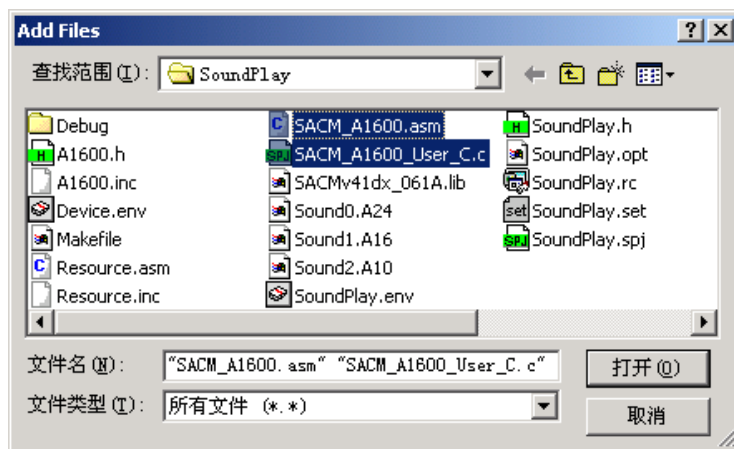 Add Files
查找范围(I): SoundPlay
Debug
A1600.h
A1600.inc
Device.env
Makefile
Resource.asm
Resource.inc
SACM_A1600.asm
SACM_A1600_User_C.c
SACMv41dx_061A.lib
Sound0.A24
Sound1.A16
Sound2.A10
SoundPlay.env
SoundPlay.h
SoundPlay.opt
SoundPlay.rc
SoundPlay.set
SoundPlay.spj
文件名(N): "SACM_A1600.asm" "SACM_A1600_User_C.c" 打开(O)
文件类型(T): 所有文件 (*.*) 取消